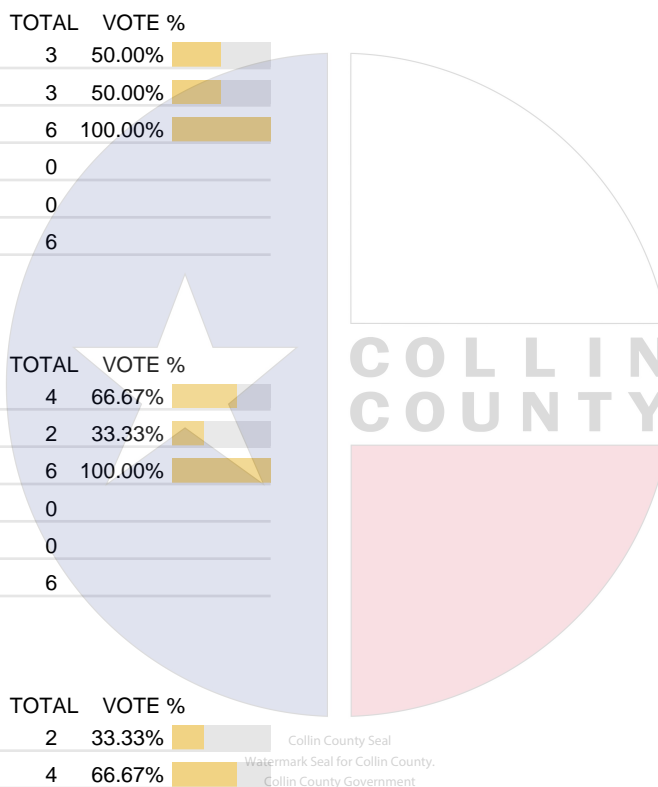 TOTAL VOTE %
3 50.00%
3 50.00%
6 100.00%
0
0
6
TOTAL VOTE %
4 66.67%
2 33.33%
6 100.00%
0
0
6
COLLIN
COUNTY
TOTAL VOTE %
2 33.33%
4 66.67%
Collin County Seal
Watermark Seal for Collin County.
Collin County Government